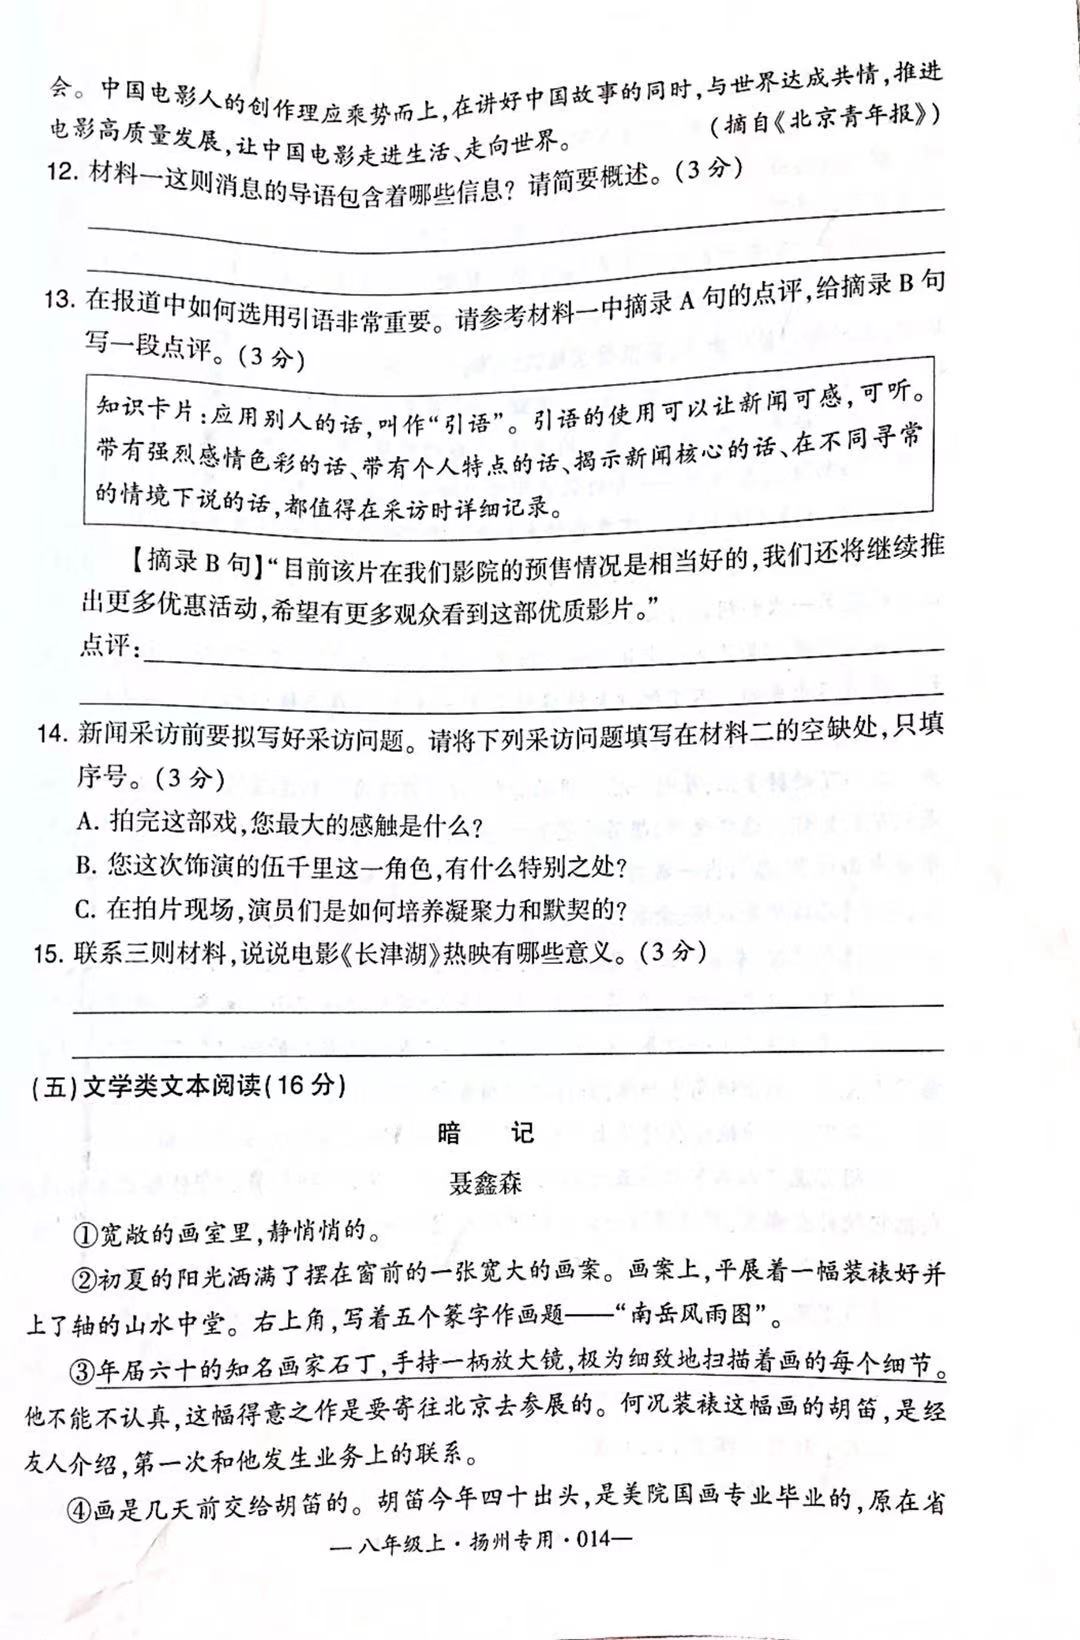 会。中国电影人的创作理应乘势而上,在讲好中国故事的同时,与世界达成共情,推进
电影高质量发展,让中国电影走进生活、走向世界。 (摘自《北京青年报》)
12. 材料一这则消息的导语包含着哪些信息? 请简要概述。(3分)
13. 在报道中如何选用引语非常重要。请参考材料一中摘录A句的点评,给摘录B句
写一段点评。(3分)
知识卡片:应用别人的话,叫作“引语”。引语的使用可以让新闻可感,可听。
带有强烈感情色彩的话、带有个人特点的话、揭示新闻核心的话、在不同寻常
的情境下说的话,都值得在采访时详细记录。
【摘录B句】“目前该片在我们影院的预售情况是相当好的,我们还将继续推
出更多优惠活动,希望有更多观众看到这部优质影片。”
点评:
14. 新闻采访前要拟写好采访问题。请将下列采访问题填写在材料二的空缺处,只填
序号。(3分)
A. 拍完这部戏,您最大的感触是什么?
B. 您这次饰演的伍千里这一角色,有什么特别之处?
C. 在拍片现场,演员们是如何培养凝聚力和默契的?
15. 联系三则材料,说说电影《长津湖》热映有哪些意义。(3分)
(五)文学类文本阅读(16分)
暗 记
聂鑫森
①宽敞的画室里,静悄悄的。
②初夏的阳光洒满了摆在窗前的一张宽大的画案。画案上,平展着一幅装裱好并
上了轴的山水中堂。右上角,写着五个篆字作画题——“南岳风雨图”。
③年届六十的知名画家石丁,手持一柄放大镜,极为细致地扫描着画的每个细节。
他不能不认真,这幅得意之作是要寄往北京去参展的。何况装裱这幅画的胡笛,是经
友人介绍,第一次和他发生业务上的联系。
④画是几天前交给胡笛的。胡笛今年四十出头,是美院国画专业毕业的,原在省
—八年级上·扬州专用·014—